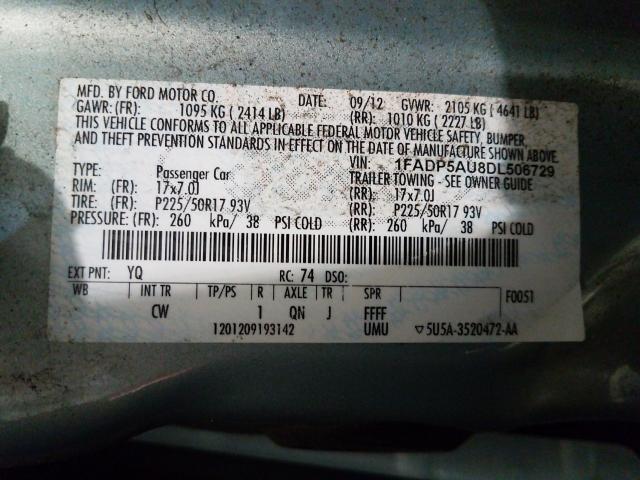 MFD. BY FORD MOTOR CO. DATE: 09/12 GVWR: 2105 KG ( 4641 LB)
GAWR: (FR): 1095 KG ( 2414 LB) (RR): 1010 KG ( 2227 LB)
THIS VEHICLE CONFORMS TO ALL APPLICABLE FEDERAL MOTOR VEHICLE SAFETY, BUMPER,
AND THEFT PREVENTION STANDARDS IN EFFECT ON THE DATE OF MANUFACTURE SHOWN ABOVE.
VIN: 1FADP5AU8DL506729
TYPE: Passenger Car TRAILER TOWING - SEE OWNER GUIDE
RIM: (FR): 17x7.0J (RR): 17x7.0J
TIRE: (FR): P225/50R17 93V (RR): P225/50R17 93V
PRESSURE: (FR): 260 kPa/ 38 PSI COLD (RR): 260 kPa/ 38 PSI COLD
EXT PNT: YQ RC: 74 DSO:
WB INT TR TP/PS R AXLE TR SPR F0051
CW 1 QN J FFFF
1201209193142 UMU ▽5U5A-3520472-AA